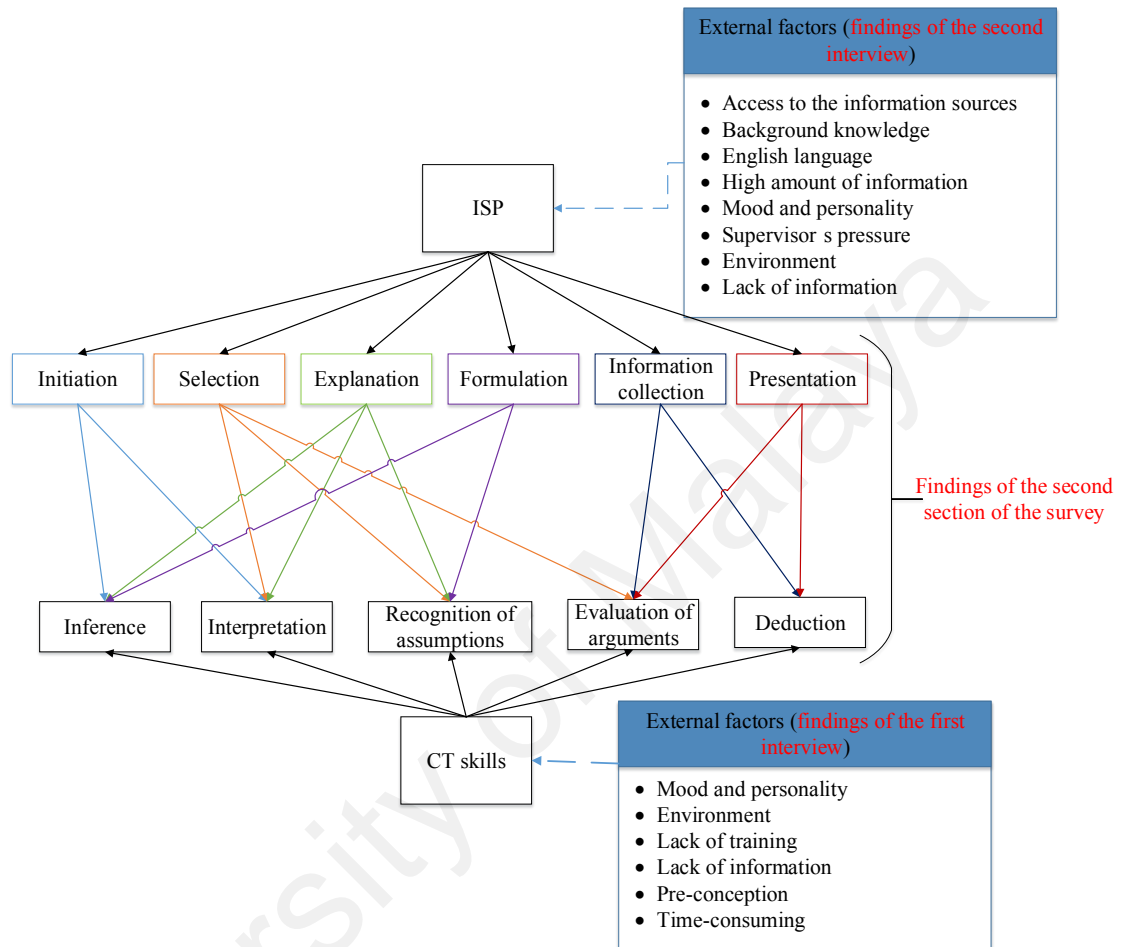 External factors (findings of the second
interview)
• Access to the information sources
• Background knowledge
• English language
• High amount of information
• Mood and personality
• Supervisor s pressure
• Environment
• Lack of information
ISP
Initiation
Selection
Explanation
Formulation
Information
collection
Presentation
Findings of the second
section of the survey
Inference
Interpretation
Recognition of
assumptions
Evaluation of
arguments
Deduction
CT skills
External factors (findings of the first
interview)
• Mood and personality
• Environment
• Lack of training
• Lack of information
• Pre-conception
• Time-consuming
ersity of Malaya